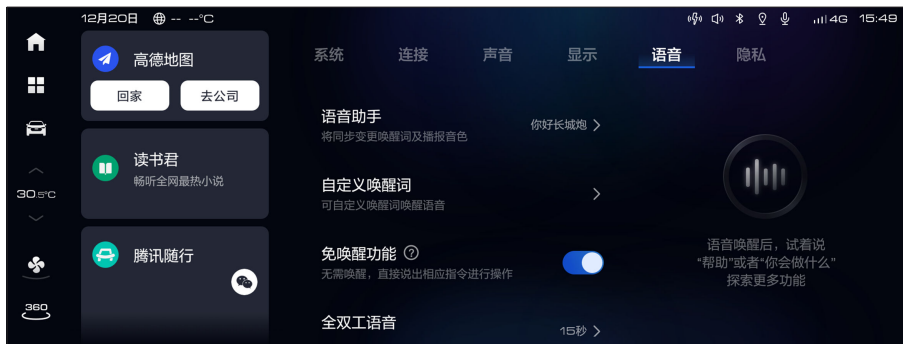 12月20日 -- --°C
4G 15:49
高德地图
回家 去公司
读书君
畅听全网最热小说
腾讯随行
30.5°C
360
系统 连接 声音 显示 语音 隐私
语音助手
将同步变更唤醒词及播报音色
你好长城炮
自定义唤醒词
可自定义唤醒词唤醒语音
免唤醒功能
无需唤醒，直接说出相应指令进行操作
全双工语音
15秒
语音唤醒后，试着说
“帮助”或者“你会做什么”
探索更多功能